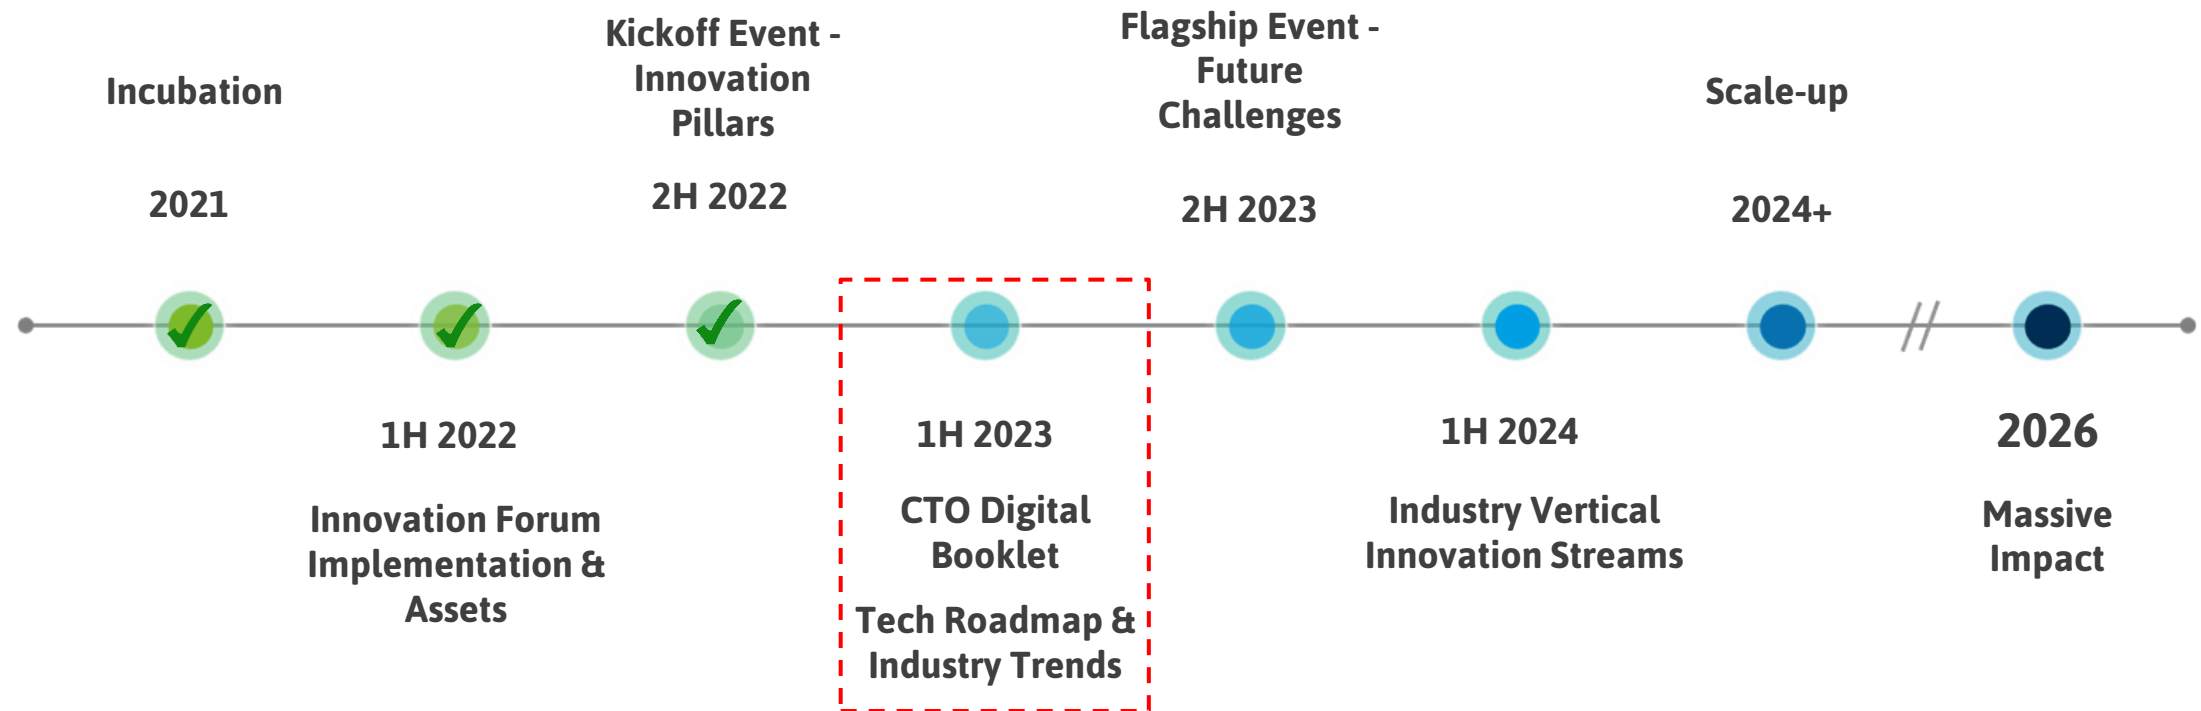 Incubation
2021
1H 2022
Innovation Forum
Implementation &
Assets
Kickoff Event -
Innovation
Pillars
2H 2022
1H 2023
CTO Digital
Booklet
Tech Roadmap &
Industry Trends
Flagship Event -
Future
Challenges
2H 2023
1H 2024
Industry Vertical
Innovation Streams
Scale-up
2024+
2026
Massive
Impact